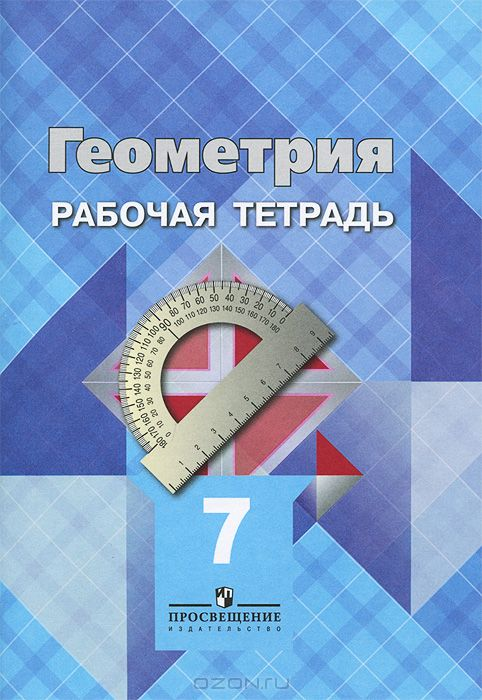 Геометрия
РАБОЧАЯ ТЕТРАДЬ
7
ПРОСВЕЩЕНИЕ
ИЗДАТЕЛЬСТВО
OZON.RU